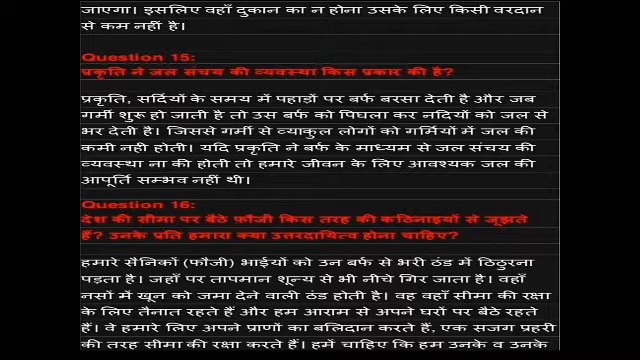 जाएगा। इसलिए वहाँ दुकान का न होना उसके लिए किसी वरदान
से कम नहीं है।
Question 15:
प्रकृति ने जल संचय की व्यवस्था किस प्रकार की है?
प्रकृति, सर्दियों के समय में पहाड़ों पर बर्फ बरसा देती है और जब
गर्मी शुरू हो जाती है तो उस बर्फ को पिघला कर नदियों को जल से
भर देती है। जिससे गर्मी से व्याकुल लोगों को गर्मियों में जल की
कमी नही होती। यदि प्रकृति ने बर्फ के माध्यम से जल संचय की
व्यवस्था ना की होती तो हमारे जीवन के लिए आवश्यक जल की
आपूर्ति सम्भव नहीं थी।
Question 16:
देश की सीमा पर बैठे फ़ौजी किस तरह की कठिनाइयों से जूझते
हैं? उनके प्रति हमारा क्या उत्तरदायित्व होना चाहिए?
हमारे सैनिकों (फौजी) भाईयों को उन बर्फ से भरी ठंड में ठिठुरना
पड़ता है। जहाँ पर तापमान शून्य से भी नीचे गिर जाता है। वहाँ
नसों में खून को जमा देने वाली ठंड होती है। वह वहाँ सीमा की रक्षा
के लिए तैनात रहते हैं और हम आराम से अपने घरों पर बैठे रहते
हैं। वे हमारे लिए अपने प्राणों का बलिदान करते हैं, एक सजग प्रहरी
की तरह सीमा की रक्षा करते हैं। हमें चाहिए कि हम उनके व उनके